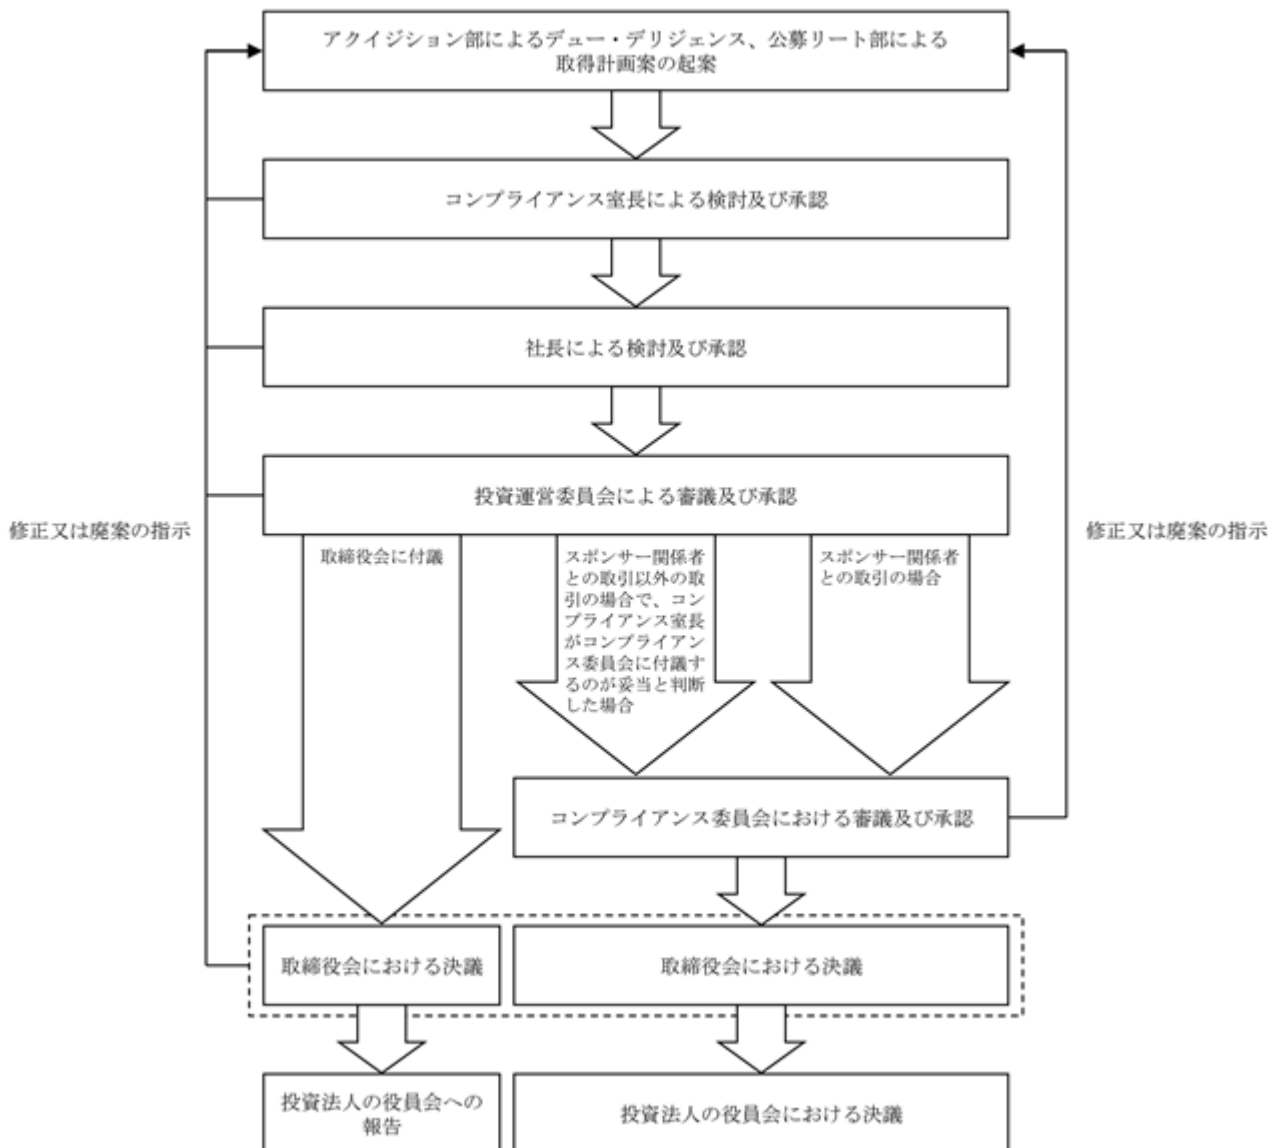 アクイジション部によるデュー・デリジェンス、公募リート部による
取得計画案の起案
コンプライアンス室長による検討及び承認
社長による検討及び承認
投資運営委員会による審議及び承認
修正又は廃案の指示
修正又は廃案の指示
取締役会に付議
スポンサー関係者
との取引以外の取
引の場合で、コン
プライアンス室長
がコンプライアン
ス委員会に付議す
るのが妥当と判断
した場合
スポンサー関係者
との取引の場合
コンプライアンス委員会における審議及び承認
取締役会における決議
取締役会における決議
投資法人の役員会への
報告
投資法人の役員会における決議